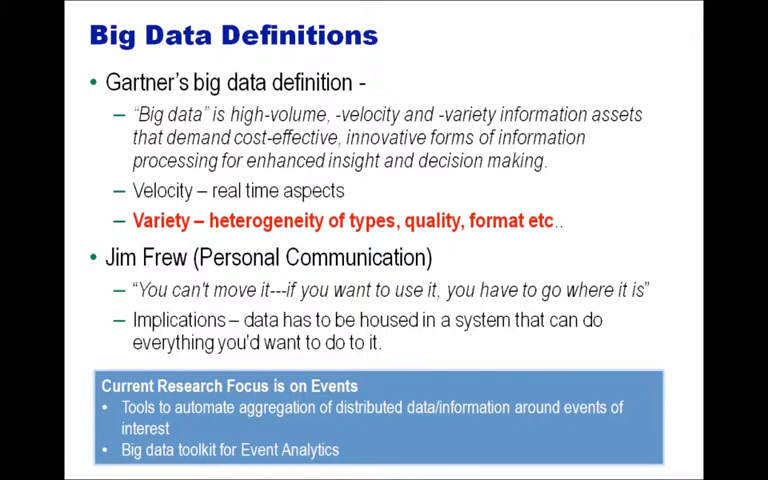 Big Data Definitions
• Gartner's big data definition -
– "Big data" is high-volume, -velocity and -variety information assets
that demand cost-effective, innovative forms of information
processing for enhanced insight and decision making.
– Velocity – real time aspects
– Variety – heterogeneity of types, quality, format etc..
• Jim Frew (Personal Communication)
– "You can't move it---if you want to use it, you have to go where it is"
– Implications – data has to be housed in a system that can do
everything you'd want to do to it.
Current Research Focus is on Events
• Tools to automate aggregation of distributed data/information around events of
interest
• Big data toolkit for Event Analytics